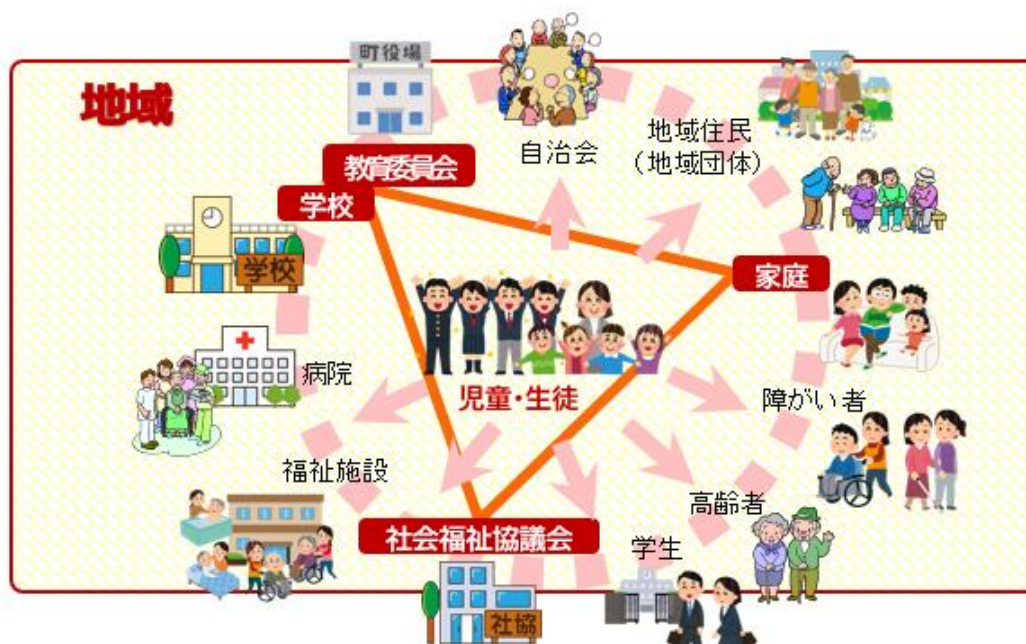 町役場
地域
自治会
地域住民
(地域団体)
教育委員会
学校
学校
家庭
病院
児童・生徒
障がい者
福祉施設
高齢者
社会福祉協議会
学生
社協